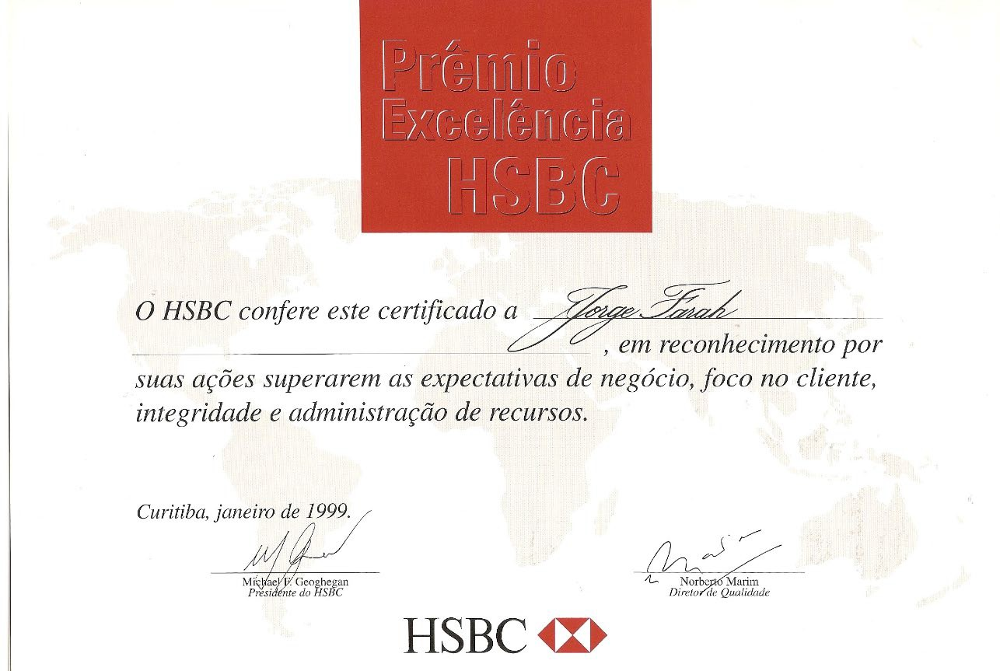 Prêmio
Excelência
HSBC
O HSBC confere este certificado a Jorge Farah
, em reconhecimento por
suas ações superarem as expectativas de negócio, foco no cliente,
integridade e administração de recursos.
Curitiba, janeiro de 1999.
Michael F. Geoghegan
Presidente do HSBC
Norberto Marim
Diretor de Qualidade
HSBC